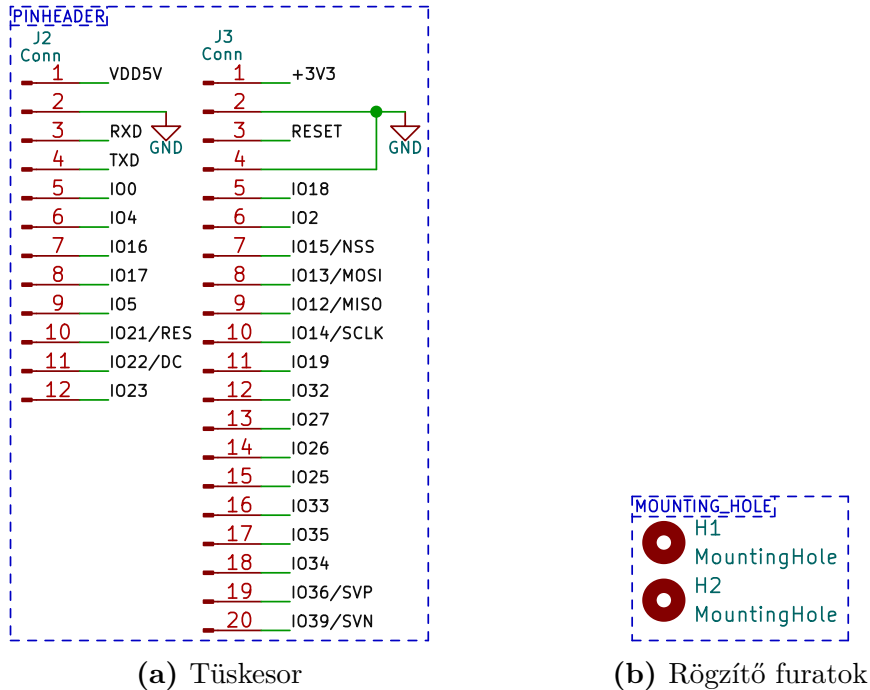 PINHEADER
J2
Conn
1 VDD5V
2
GND
3 RXD
4 TXD
5 IO0
6 IO4
7 IO16
8 IO17
9 IO5
10 IO21/RES
11 IO22/DC
12 IO23
J3
Conn
1 +3V3
2
GND
3 RESET
4
5 IO18
6 IO2
7 IO15/NSS
8 IO13/MOSI
9 IO12/MISO
10 IO14/SCLK
11 IO19
12 IO32
13 IO27
14 IO26
15 IO25
16 IO33
17 IO35
18 IO34
19 IO36/SVP
20 IO39/SVN
(a) Tüskesor
MOUNTING_HOLE
H1
MountingHole
H2
MountingHole
(b) Rögzítő furatok